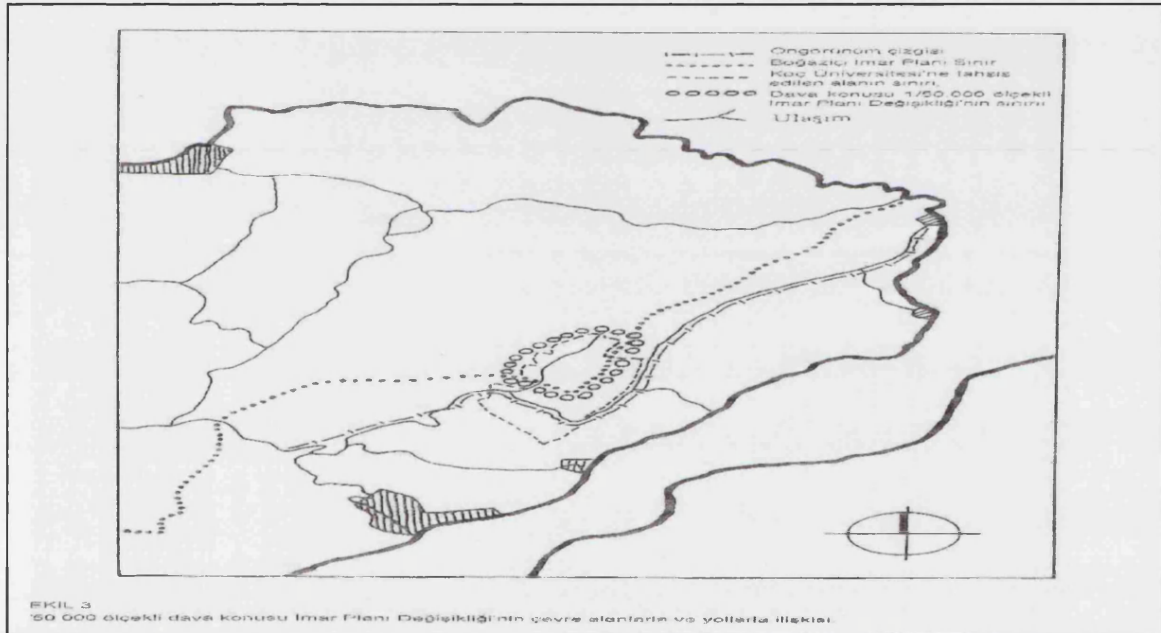 Öngörünüm çizgisi
Boğaziçi İmar Planı Sınır
Koç Üniversitesi'ne tahsis
edilen alanın sınırı.
Dava konusu 1/50.000 ölçekli
İmar Planı Değişikliği'nin sınırı
Ulaşım
EKİL 3
'50 000 ölçekli dava konusu İmar Planı Değişikliği'nin çevre alanlarla ve yollarla ilişkisi.